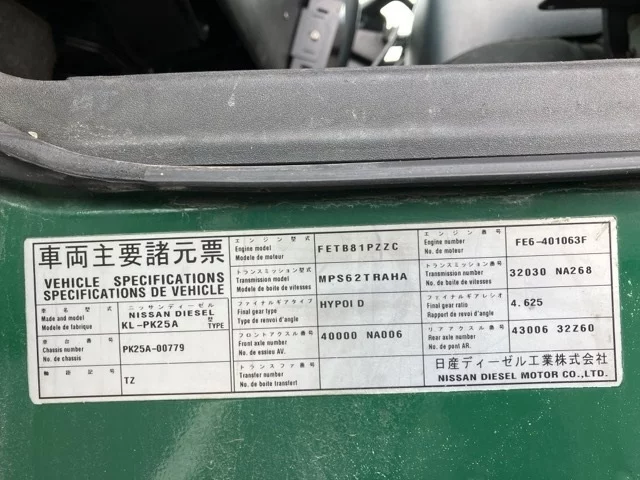 車両主要諸元票
VEHICLE SPECIFICATIONS
SPECIFICATIONS DE VEHICLE
車名型式 ニッサンディーゼル
Made and model NISSAN DIESEL
Modéle de fabrique KL-PK25A 型 TYPE
車台番号
Chassis number PK25A-00779
No. de chassis
軸距記号 TZ
エンジン型式
Engine model FETB81PZZC
Modele de moteur
トランスミッション型式
Transmission model MPS62TRAHA
Modele de boite de vitesses
ファイナルギアタイプ
Final gear type HYPOID
Type de renvoi d'angle
フロントアクスル番号
Front axle number 40000 NA006
No. de essieu AV.
トランスファ番号
Transfer number
No. de boite transfert
エンジン番号
Engine number FE6-401063F
No. de moteur
トランスミッション番号
Transmission number 32030 NA268
No. de boite de vitesses
ファイナルギアレシオ
Final gear ratio 4.625
Rapport de renvoi d'angle
リアアクスル番号
Rear axle number 43006 32Z60
No. de pont AR.
日産ディーゼル工業株式会社
NISSAN DIESEL MOTOR CO.,LTD.